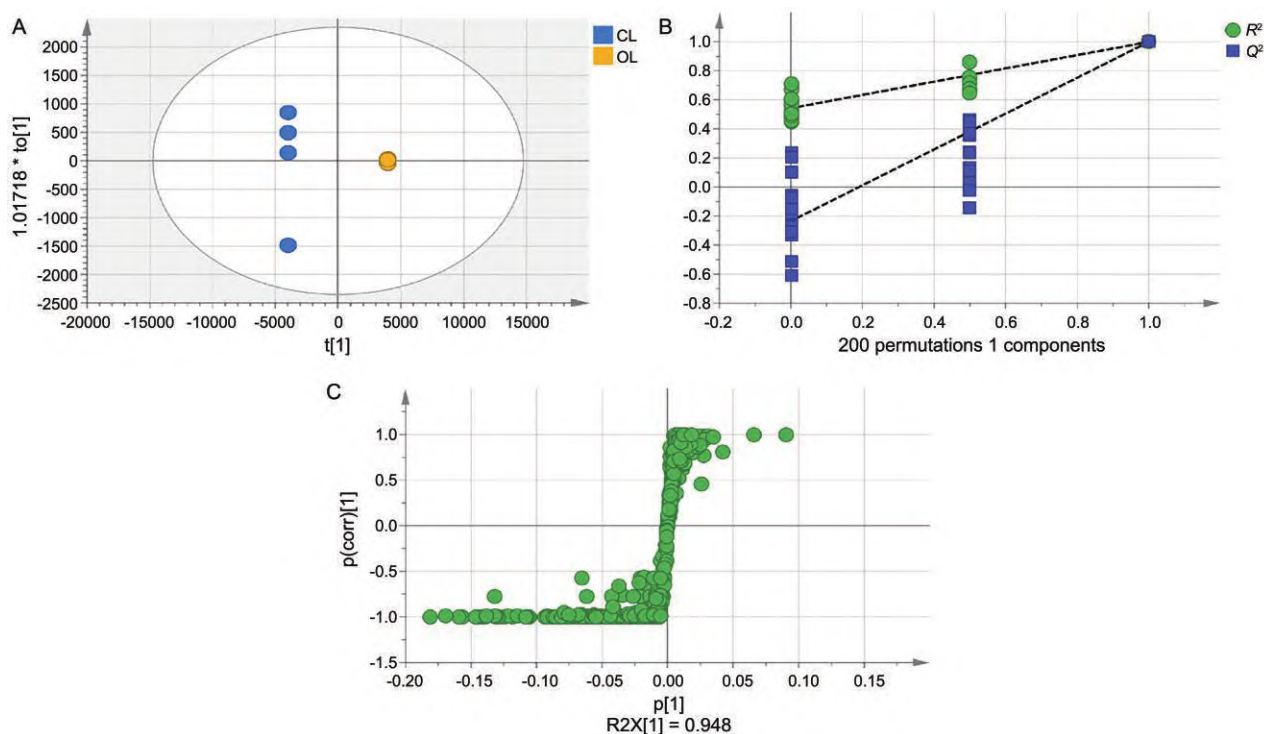 A
CL
OL
1.01718 * to[1]
2000
1500
1000
500
0
-500
-1000
-1500
-2000
-2500
-20000 -15000 -10000 -5000 0 5000 10000 15000
t[1]
B
R²
Q²
1.0
0.8
0.6
0.4
0.2
0.0
-0.2
-0.4
-0.6
-0.8
-0.2 0.0 0.2 0.4 0.6 0.8 1.0
200 permutations 1 components
C
p(corr)[1]
1.0
0.5
0.0
-0.5
-1.0
-1.5
-0.20 -0.15 -0.10 -0.05 0.00 0.05 0.10 0.15
p[1]
R2X[1] = 0.948